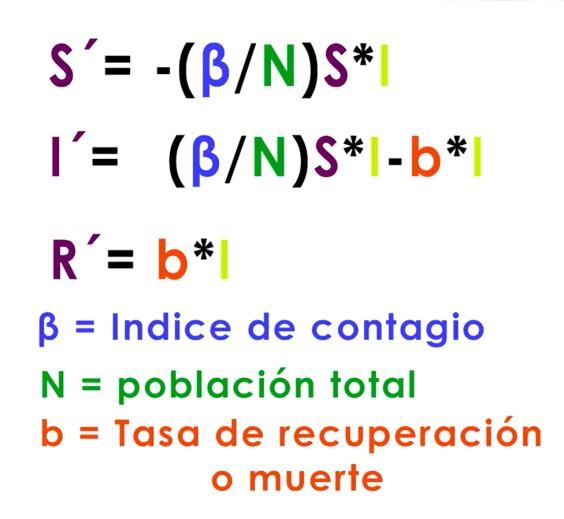 S´= -(β/N)S*I
I´= (β/N)S*I-b*I
R´= b*I
β = Indice de contagio
N = población total
b = Tasa de recuperación
o muerte